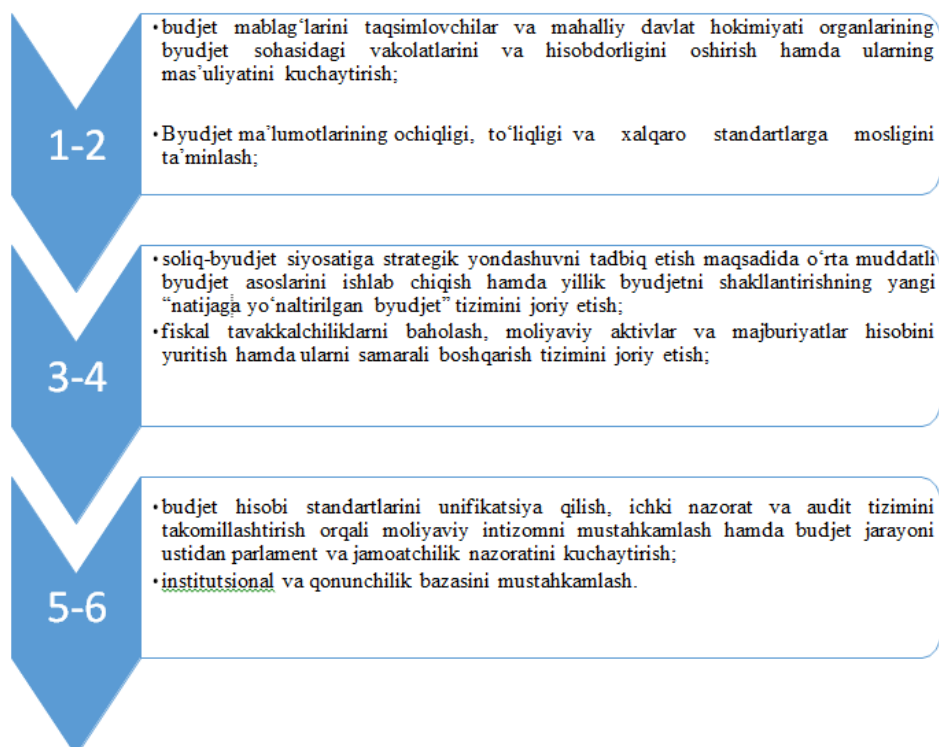 1-2
•budjet mablag‘larini taqsimlovchilar va mahalliy davlat hokimiyati organlarining
byudjet sohasidagi vakolatlarini va hisobdorligini oshirish hamda ularning
mas’uliyatini kuchaytirish;
•Byudjet ma’lumotlarining ochiqligi, to‘liqligi va xalqaro standartlarga mosligini
ta’minlash;
3-4
•soliq-byudjet siyosatiga strategik yondashuvni tadbiq etish maqsadida o‘rta muddatli
byudjet asoslarini ishlab chiqish hamda yillik byudjetni shakllantirishning yangi
“natijaga yo‘naltirilgan byudjet” tizimini joriy etish;
•fiskal tavakkalchiliklarni baholash, moliyaviy aktivlar va majburiyatlar hisobini
yuritish hamda ularni samarali boshqarish tizimini joriy etish;
5-6
•budjet hisobi standartlarini unifikatsiya qilish, ichki nazorat va audit tizimini
takomillashtirish orqali moliyaviy intizomni mustahkamlash hamda budjet jarayoni
ustidan parlament va jamoatchilik nazoratini kuchaytirish;
•institutsional va qonunchilik bazasini mustahkamlash.